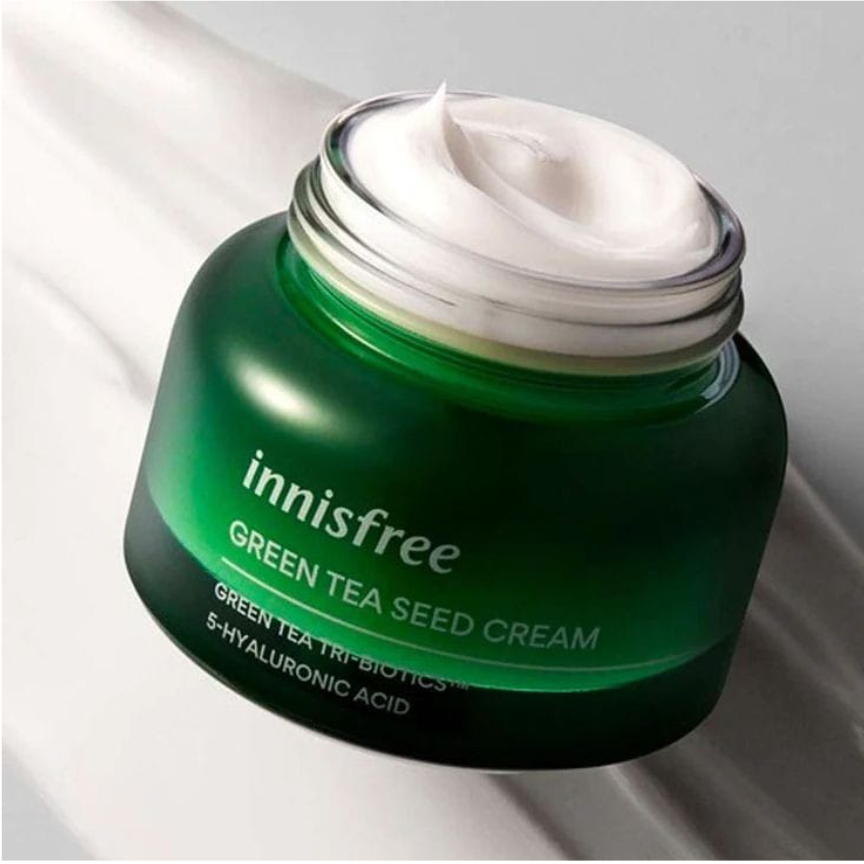 innisfree
GREEN TEA SEED CREAM
GREEN TEA TRI-BIOTICS™
5-HYALURONIC ACID